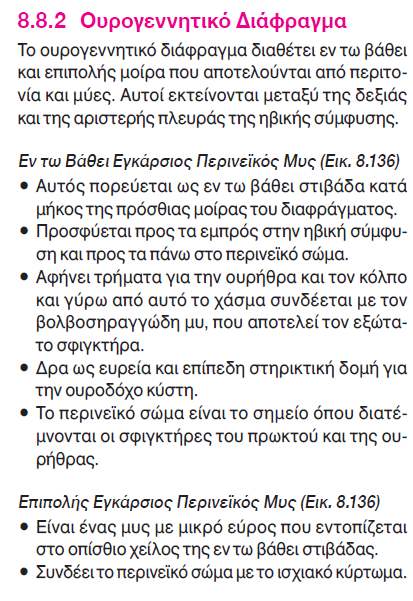 8.8.2 Ουρογεννητικό Διάφραγμα
Το ουρογεννητικό διάφραγμα διαθέτει εν τω βάθει
και επιπολής μοίρα που αποτελούνται από περιτο-
νία και μύες. Αυτοί εκτείνονται μεταξύ της δεξιάς
και της αριστερής πλευράς της ηβικής σύμφυσης.
Εν τω Βάθει Εγκάρσιος Περινεϊκός Μυς (Εικ. 8.136)
• Αυτός πορεύεται ως εν τω βάθει στιβάδα κατά
μήκος της πρόσθιας μοίρας του διαφράγματος.
• Προσφύεται προς τα εμπρός στην ηβική σύμφυ-
ση και προς τα πάνω στο περινεϊκό σώμα.
• Αφήνει τρήματα για την ουρήθρα και τον κόλπο
και γύρω από αυτό το χάσμα συνδέεται με τον
βολβοσηραγγώδη μυ, που αποτελεί τον εξώτα-
το σφιγκτήρα.
• Δρα ως ευρεία και επίπεδη στηρικτική δομή για
την ουροδόχο κύστη.
• Το περινεϊκό σώμα είναι το σημείο όπου διατέ-
μνονται οι σφιγκτήρες του πρωκτού και της ου-
ρήθρας.
Επιπολής Εγκάρσιος Περινεϊκός Μυς (Εικ. 8.136)
• Είναι ένας μυς με μικρό εύρος που εντοπίζεται
στο οπίσθιο χείλος της εν τω βάθει στιβάδας.
• Συνδέει το περινεϊκό σώμα με το ισχιακό κύρτωμα.